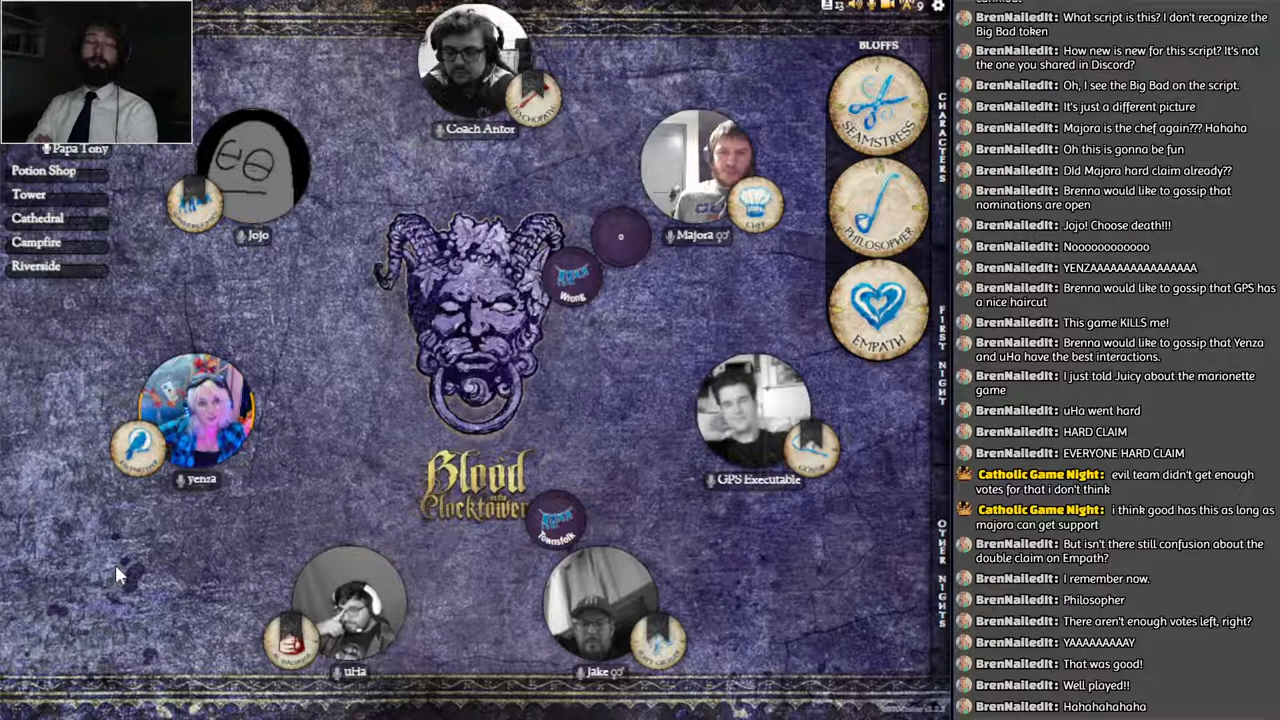 13
9
BLOFFS
SEAMSTRESS
PHILOSOPHER
EMPATH
CHARACTERS
FIRST NIGHT
OTHER NIGHTS
Papa Tony
Potion Shop
Tower
Cathedral
Campfire
Riverside
Coach Antor
PSYCHOPATH
Majora
CHEF
Jojo
Wrong
yenza
GPS Executable
GOSSIP
Blood
on the
Clocktower
Townsfolk
uHa
Jake
BrenNailedIt: What script is this? I don't recognize the
Big Bad token
BrenNailedIt: How new is new for this script? It's not
the one you shared in Discord?
BrenNailedIt: Oh, I see the Big Bad on the script.
BrenNailedIt: It's just a different picture
BrenNailedIt: Majora is the chef again??? Hahaha
BrenNailedIt: Oh this is gonna be fun
BrenNailedIt: Did Majora hard claim already??
BrenNailedIt: Brenna would like to gossip that
nominations are open
BrenNailedIt: Jojo! Choose death!!!
BrenNailedIt: Nooooooooooo
BrenNailedIt: YENZAAAAAAAAAAAAAAAA
BrenNailedIt: Brenna would like to gossip that GPS has
a nice haircut
BrenNailedIt: This game KILLS me!
BrenNailedIt: Brenna would like to gossip that Yenza
and uHa have the best interactions.
BrenNailedIt: I just told Juicy about the marionette
game
BrenNailedIt: uHa went hard
BrenNailedIt: HARD CLAIM
BrenNailedIt: EVERYONE HARD CLAIM
Catholic Game Night: evil team didn't get enough
votes for that i don't think
Catholic Game Night: i think good has this as long as
majora can get support
BrenNailedIt: But isn't there still confusion about the
double claim on Empath?
BrenNailedIt: I remember now.
BrenNailedIt: Philosopher
BrenNailedIt: There aren't enough votes left, right?
BrenNailedIt: YAAAAAAAAY
BrenNailedIt: That was good!
BrenNailedIt: Well played!!
BrenNailedIt: Hahahahahaha